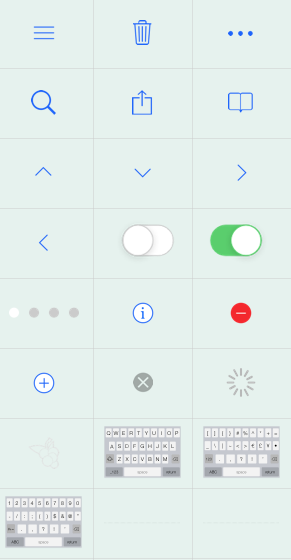 Q W E R T Y U I O P
A S D F G H J K L
Z X C V B N M
.123 space return
[ ] { } # % ^ * + =
_ \ | ~ < > € £ ¥ •
. , ? ! '
ABC space return
1 2 3 4 5 6 7 8 9 0
- / : ; ( ) $ & @ "
. , ? ! '
ABC space return